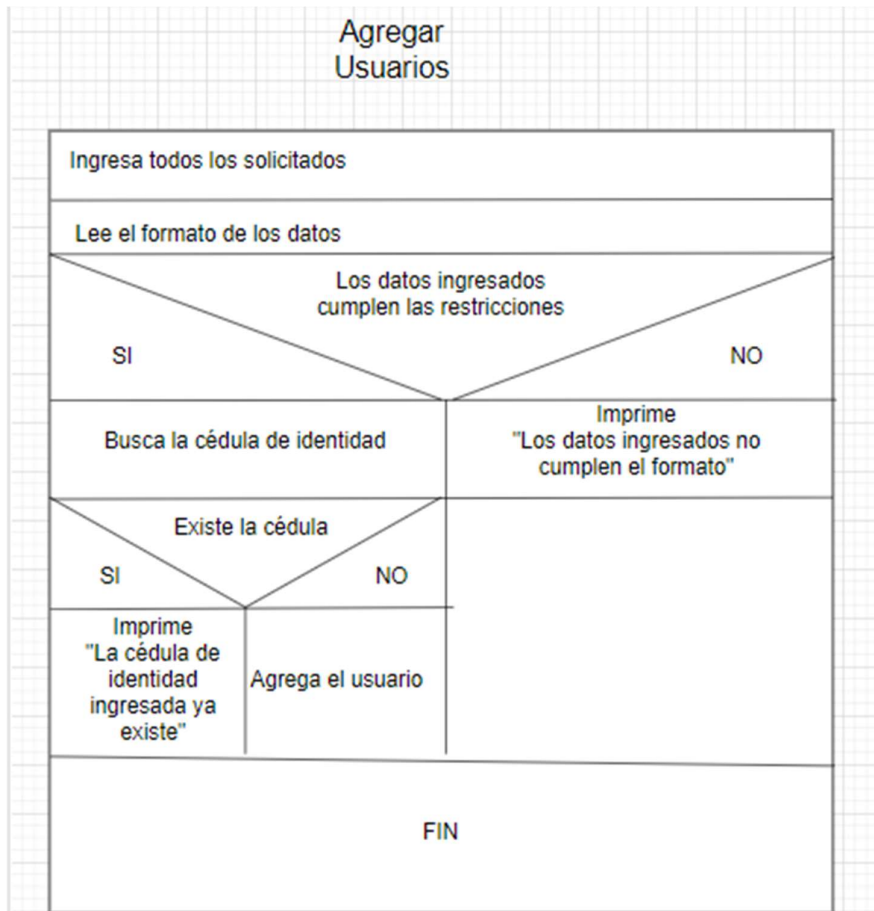 Agregar
Usuarios
Ingresa todos los solicitados
Lee el formato de los datos
Los datos ingresados
cumplen las restricciones
SI
NO
Busca la cédula de identidad
Imprime
"Los datos ingresados no
cumplen el formato"
Existe la cédula
SI
NO
Imprime
"La cédula de
identidad
ingresada ya
existe"
Agrega el usuario
FIN